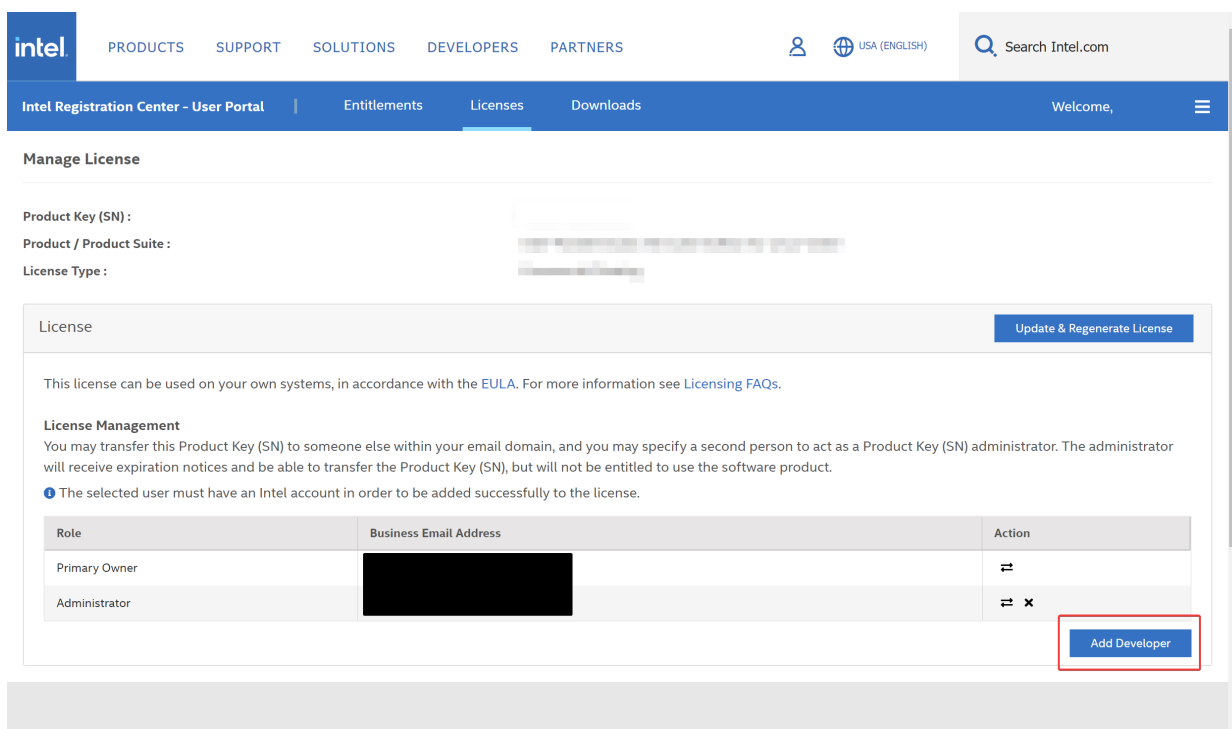 intel.
PRODUCTS SUPPORT SOLUTIONS DEVELOPERS PARTNERS USA (ENGLISH) Search Intel.com
Intel Registration Center - User Portal | Entitlements Licenses Downloads Welcome,
Manage License
Product Key (SN) :
Product / Product Suite :
License Type :
License Update & Regenerate License
This license can be used on your own systems, in accordance with the EULA. For more information see Licensing FAQs.
License Management
You may transfer this Product Key (SN) to someone else within your email domain, and you may specify a second person to act as a Product Key (SN) administrator. The administrator
will receive expiration notices and be able to transfer the Product Key (SN), but will not be entitled to use the software product.
The selected user must have an Intel account in order to be added successfully to the license.
Role Business Email Address Action
Primary Owner
Administrator
Add Developer